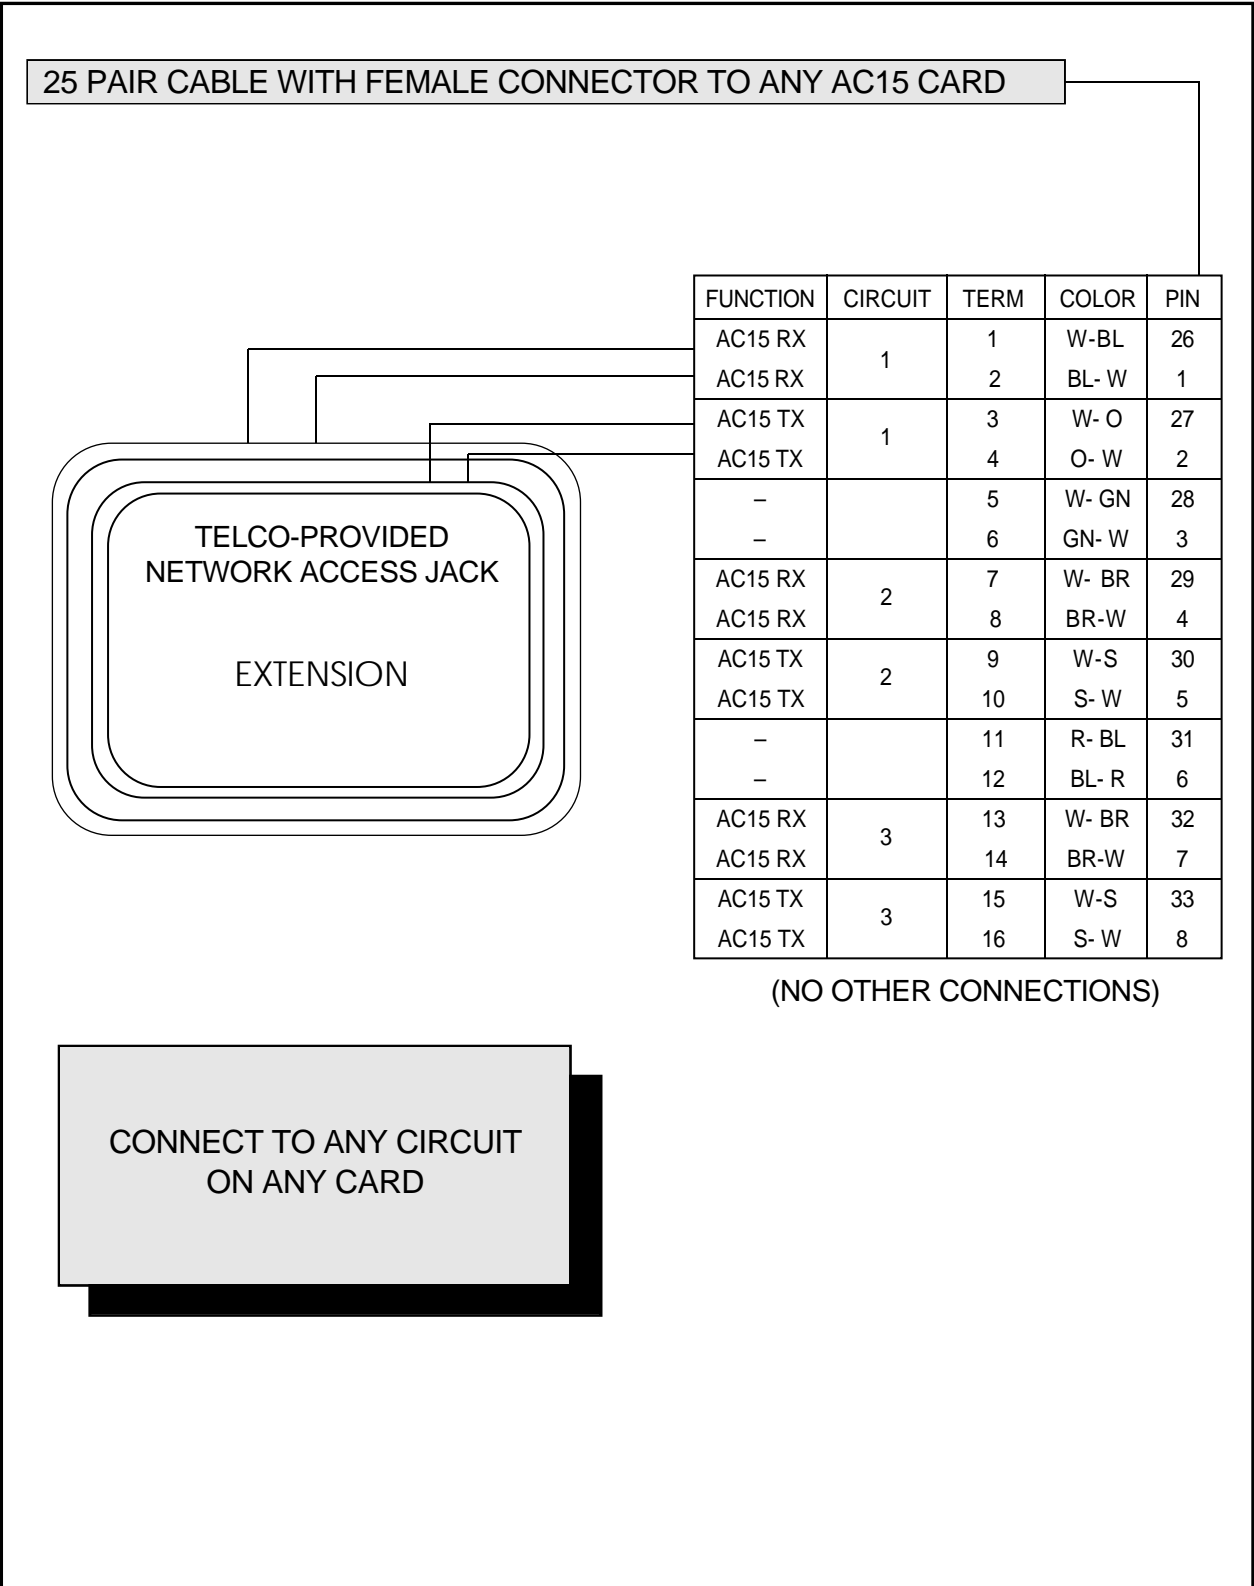 25 PAIR CABLE WITH FEMALE CONNECTOR TO ANY AC15 CARD
FUNCTION CIRCUIT TERM COLOR PIN
AC15 RX 1 1 W-BL 26
AC15 RX 2 BL- W 1
AC15 TX 1 3 W- O 27
AC15 TX 4 O- W 2
– 5 W- GN 28
– 6 GN- W 3
AC15 RX 2 7 W- BR 29
AC15 RX 8 BR-W 4
AC15 TX 2 9 W-S 30
AC15 TX 10 S- W 5
– 11 R- BL 31
– 12 BL- R 6
AC15 RX 3 13 W- BR 32
AC15 RX 14 BR-W 7
AC15 TX 3 15 W-S 33
AC15 TX 16 S- W 8
(NO OTHER CONNECTIONS)
TELCO-PROVIDED
NETWORK ACCESS JACK
EXTENSION
CONNECT TO ANY CIRCUIT
ON ANY CARD